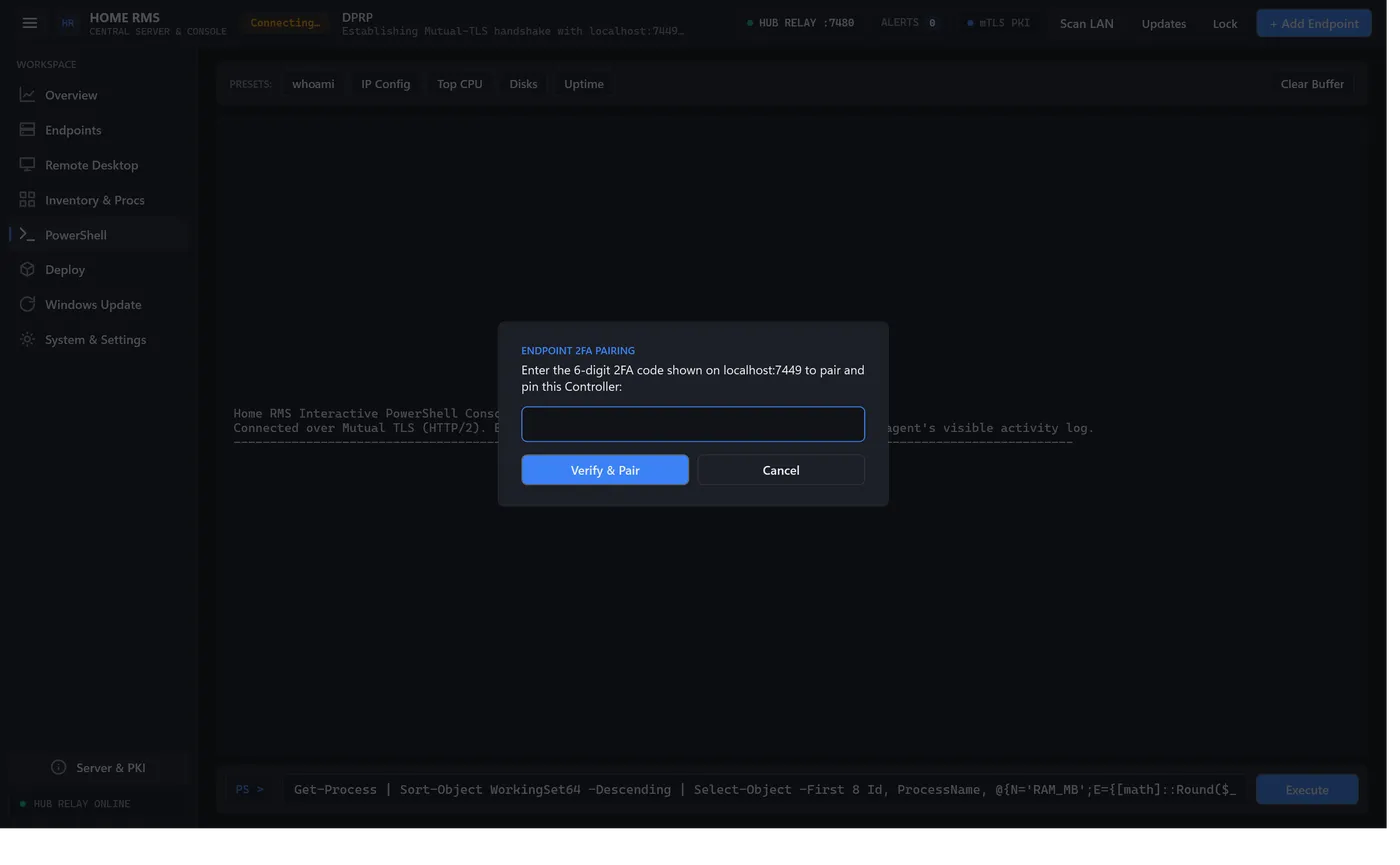 HR
HOME RMS
CENTRAL SERVER & CONSOLE
Connecting…
DPRP
Establishing Mutual-TLS handshake with localhost:7449…
HUB RELAY :7480
ALERTS 0
mTLS PKI
Scan LAN
Updates
Lock
+ Add Endpoint
WORKSPACE
Overview
Endpoints
Remote Desktop
Inventory & Procs
PowerShell
Deploy
Windows Update
System & Settings
Server & PKI
HUB RELAY ONLINE
PRESETS:
whoami
IP Config
Top CPU
Disks
Uptime
Clear Buffer
Home RMS Interactive PowerShell Conso
Connected over Mutual TLS (HTTP/2). E agent's visible activity log.
ENDPOINT 2FA PAIRING
Enter the 6-digit 2FA code shown on localhost:7449 to pair and
pin this Controller:
Verify & Pair
Cancel
PS >
Get-Process | Sort-Object WorkingSet64 -Descending | Select-Object -First 8 Id, ProcessName, @{N='RAM_MB';E={[math]::Round($_
Execute